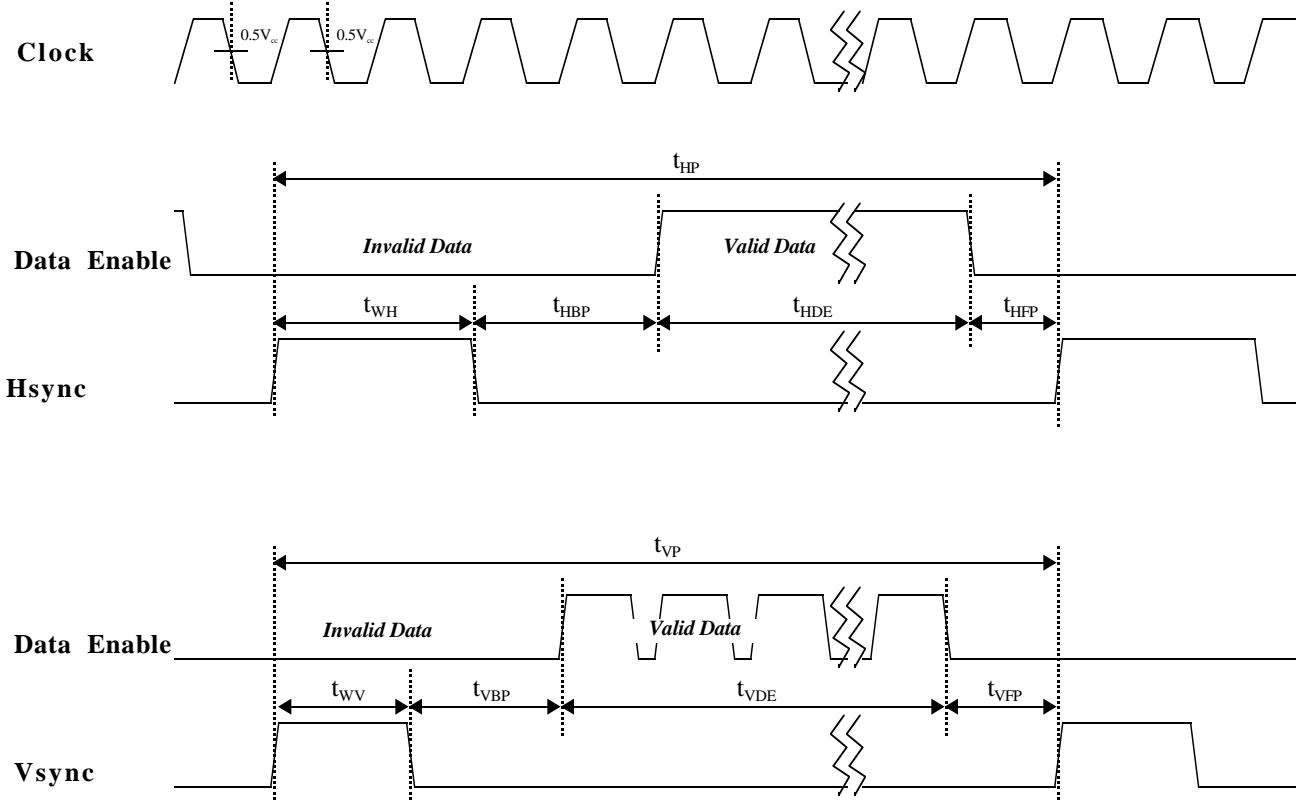 Clock
0.5Vcc 0.5Vcc
tHP
Data Enable Invalid Data Valid Data
tWH tHBP tHDE tHFP
Hsync
tVP
Data Enable Invalid Data Valid Data
tWV tVBP tVDE tVFP
Vsync